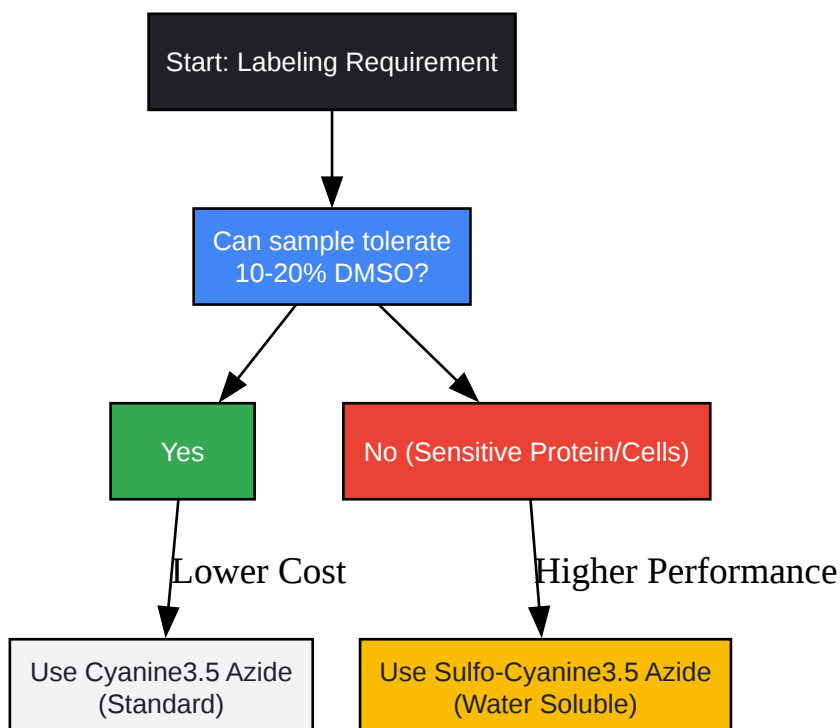 Start: Labeling Requirement
Can sample tolerate
10-20% DMSO?
Yes
No (Sensitive Protein/Cells)
Lower Cost
Higher Performance
Use Cyanine3.5 Azide
(Standard)
Use Sulfo-Cyanine3.5 Azide
(Water Soluble)